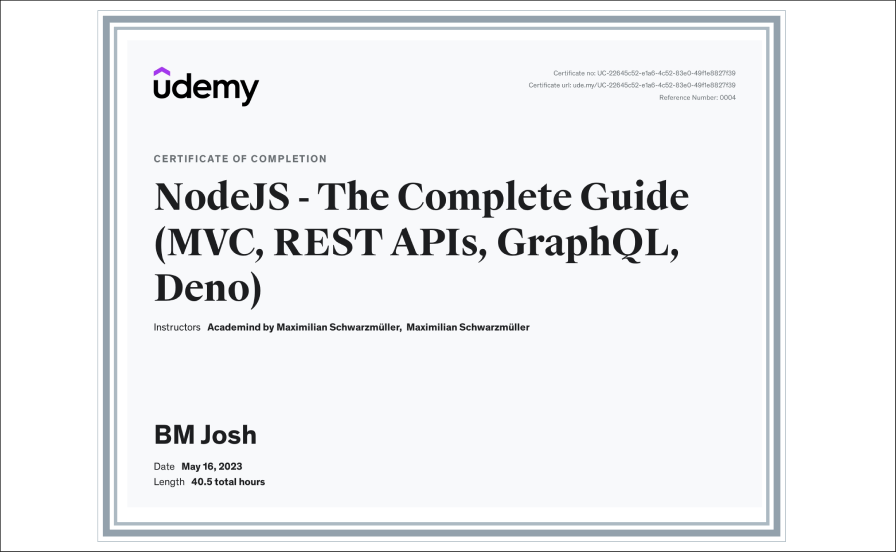 udemy
Certificate no: UC-22645c52-e1a6-4c52-83e0-49f1e8827f39
Certificate url: ude.my/UC-22645c52-e1a6-4c52-83e0-49f1e8827f39
Reference Number: 0004
CERTIFICATE OF COMPLETION
NodeJS - The Complete Guide
(MVC, REST APIs, GraphQL,
Deno)
Instructors Academind by Maximilian Schwarzmüller, Maximilian Schwarzmüller
BM Josh
Date May 16, 2023
Length 40.5 total hours